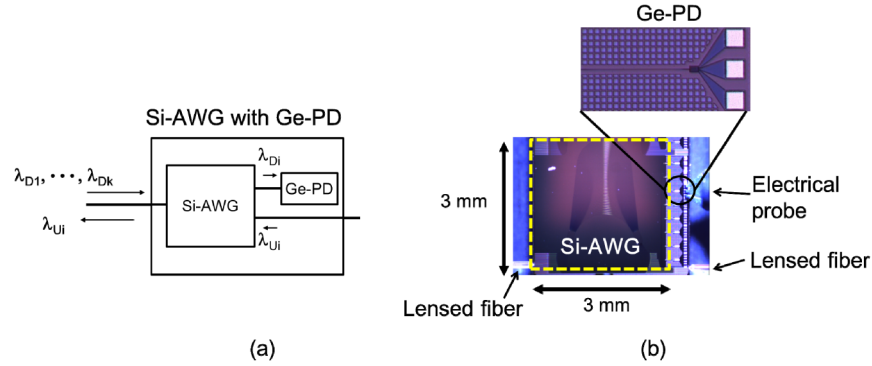 Ge-PD
Si-AWG with Ge-PD
λD1, ···, λDk
λUi
λDi
Ge-PD
Si-AWG
λUi
3 mm
Si-AWG
Electrical
probe
Lensed fiber
Lensed fiber
3 mm
(a)
(b)